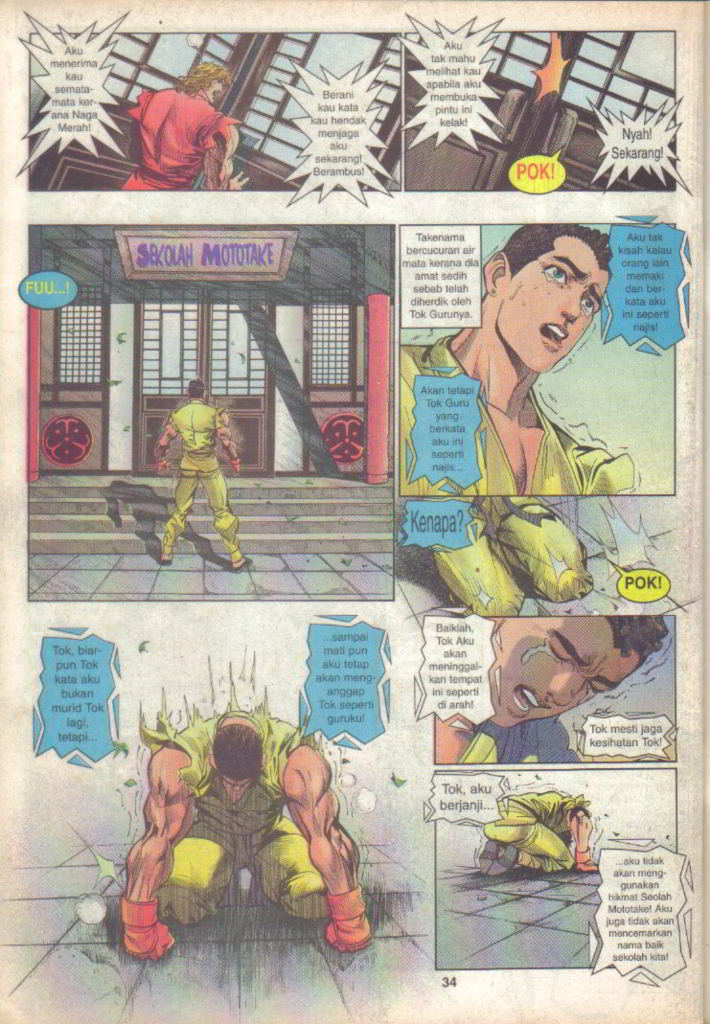 Aku
menerima
kau
semata-
mata ker-
ana Naga
Merah!
Berani
kau kata
kau hendak
menjaga
aku
sekarang!
Berambus!
Aku
tak mahu
melihat kau
apabila aku
membuka
pintu ini
kelak!
Nyah!
Sekarang!
POK!
SEKOLAH MOTOTAKE
FUU...!
Takenama
bercucuran air
mata kerana dia
amat sedih
sebab telah
diherdik oleh
Tok Gurunya.
Aku tak
kisah kalau
orang lain
memaki
dan ber-
kata aku
ini seperti
najis!
Akan tetapi
Tok Guru
yang
berkata
aku ini
seperti
najis...
Kenapa?
POK!
Tok, biar-
pun Tok
kata aku
bukan
murid Tok
lagi,
tetapi...
...sampai
mati pun
aku tetap
akan meng-
anggap
Tok seperti
guruku!
Baiklah,
Tok Aku
akan
meninggal-
kan tempat
ini seperti
di arah!
Tok mesti jaga
kesihatan Tok!
Tok, aku
berjanji...
...aku tidak
akan meng-
gunakan
hikmat Seolah
Mototake! Aku
juga tidak akan
mencemarkan
nama baik
sekolah kita!
34